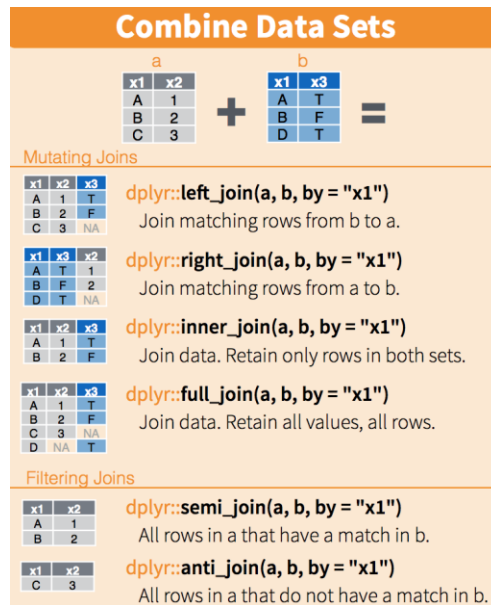 Combine Data Sets
a b
x1 x2 x1 x3
A 1 A T
B 2 + B F =
C 3 D T
Mutating Joins
x1 x2 x3
A 1 T
B 2 F
C 3 NA
dplyr::left_join(a, b, by = "x1")
Join matching rows from b to a.
x1 x3 x2
A T 1
B F 2
D T NA
dplyr::right_join(a, b, by = "x1")
Join matching rows from a to b.
x1 x2 x3
A 1 T
B 2 F
dplyr::inner_join(a, b, by = "x1")
Join data. Retain only rows in both sets.
x1 x2 x3
A 1 T
B 2 F
C 3 NA
D NA T
dplyr::full_join(a, b, by = "x1")
Join data. Retain all values, all rows.
Filtering Joins
x1 x2
A 1
B 2
dplyr::semi_join(a, b, by = "x1")
All rows in a that have a match in b.
x1 x2
C 3
dplyr::anti_join(a, b, by = "x1")
All rows in a that do not have a match in b.